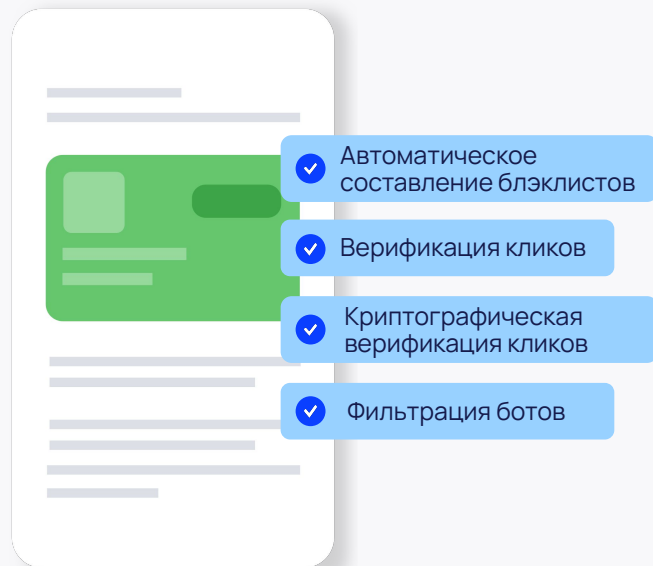 Автоматическое
составление блэклистов
Верификация кликов
Криптографическая
верификация кликов
Фильтрация ботов